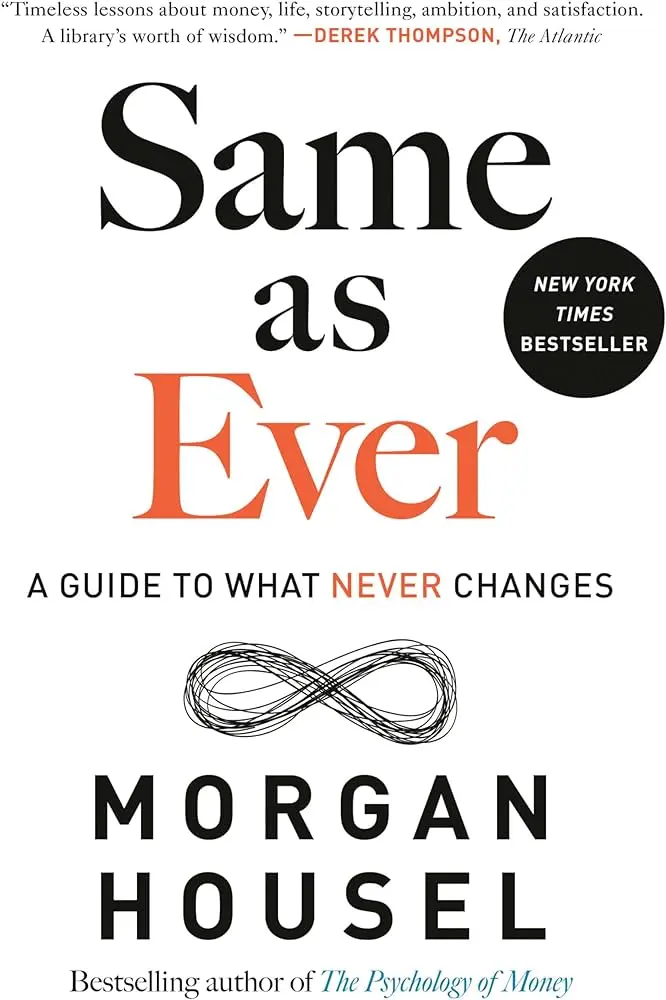 “Timeless lessons about money, life, storytelling, ambition, and satisfaction.
A library’s worth of wisdom.” —DEREK THOMPSON, The Atlantic
Same
as
Ever
NEW YORK
TIMES
BESTSELLER
A GUIDE TO WHAT NEVER CHANGES
MORGAN
HOUSEL
Bestselling author of The Psychology of Money